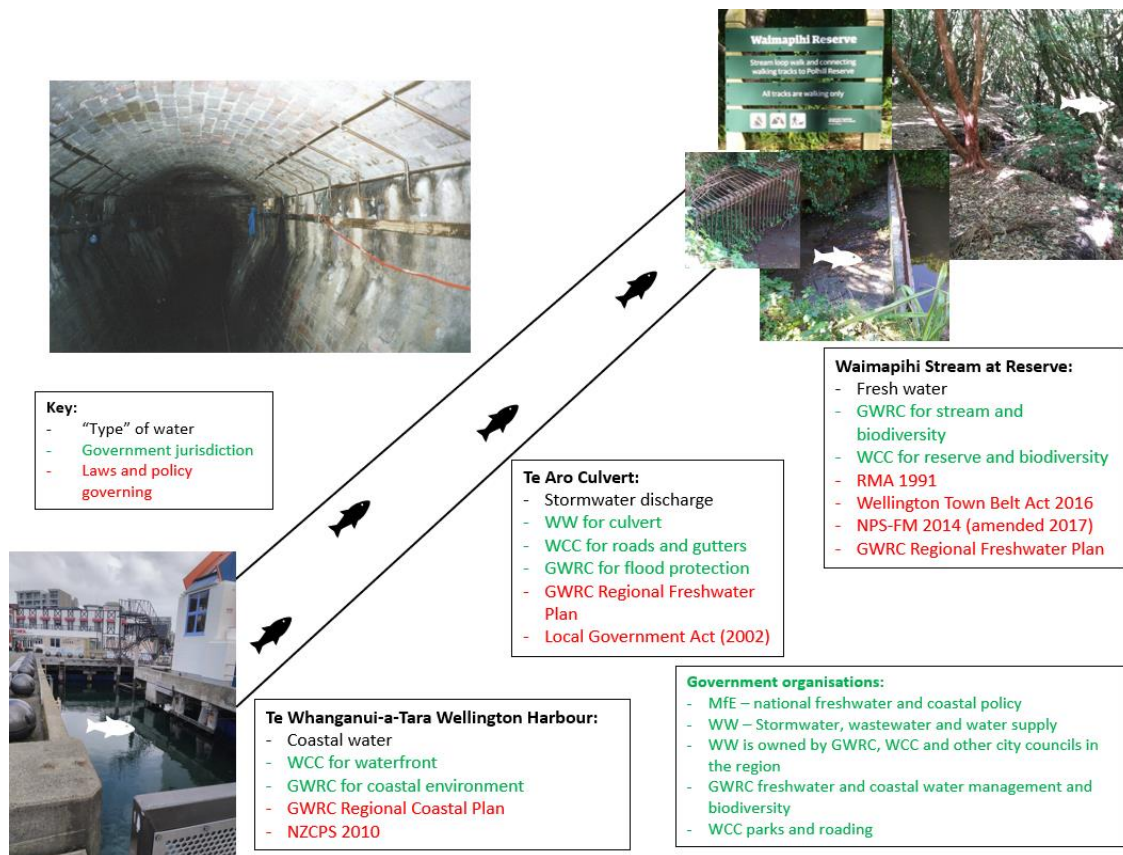 Waimapihi Reserve
Stream loop walk and connecting
walking tracks to Polhill Reserve
All tracks are walking only
Waimapihi Stream at Reserve:
- Fresh water
- GWRC for stream and
biodiversity
- WCC for reserve and biodiversity
- RMA 1991
- Wellington Town Belt Act 2016
- NPS-FM 2014 (amended 2017)
- GWRC Regional Freshwater Plan
Key:
- “Type” of water
- Government jurisdiction
- Laws and policy
governing
Te Aro Culvert:
- Stormwater discharge
- WW for culvert
- WCC for roads and gutters
- GWRC for flood protection
- GWRC Regional Freshwater
Plan
- Local Government Act (2002)
Te Whanganui-a-Tara Wellington Harbour:
- Coastal water
- WCC for waterfront
- GWRC for coastal environment
- GWRC Regional Coastal Plan
- NZCPS 2010
Government organisations:
- MfE – national freshwater and coastal policy
- WW – Stormwater, wastewater and water supply
- WW is owned by GWRC, WCC and other city councils in
the region
- GWRC freshwater and coastal water management and
biodiversity
- WCC parks and roading